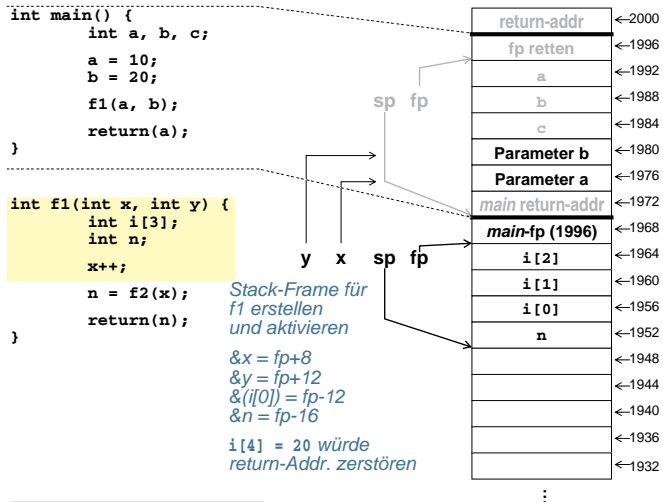 int main() {
int a, b, c;
a = 10;
b = 20;
f1(a, b);
return(a);
}
int f1(int x, int y) {
int i[3];
int n;
x++;
n = f2(x);
return(n);
}
sp fp
y x sp fp
Stack-Frame für
f1 erstellen
und aktivieren
&x = fp+8
&y = fp+12
&(i[0]) = fp-12
&n = fp-16
i[4] = 20 würde
return-Addr. zerstören
return-addr
2000
fp retten
1996
a
1992
b
1988
c
1984
Parameter b
1980
Parameter a
1976
main return-addr
1972
main-fp (1996)
1968
i[2]
1964
i[1]
1960
i[0]
1956
n
1952
1948
1944
1940
1936
1932